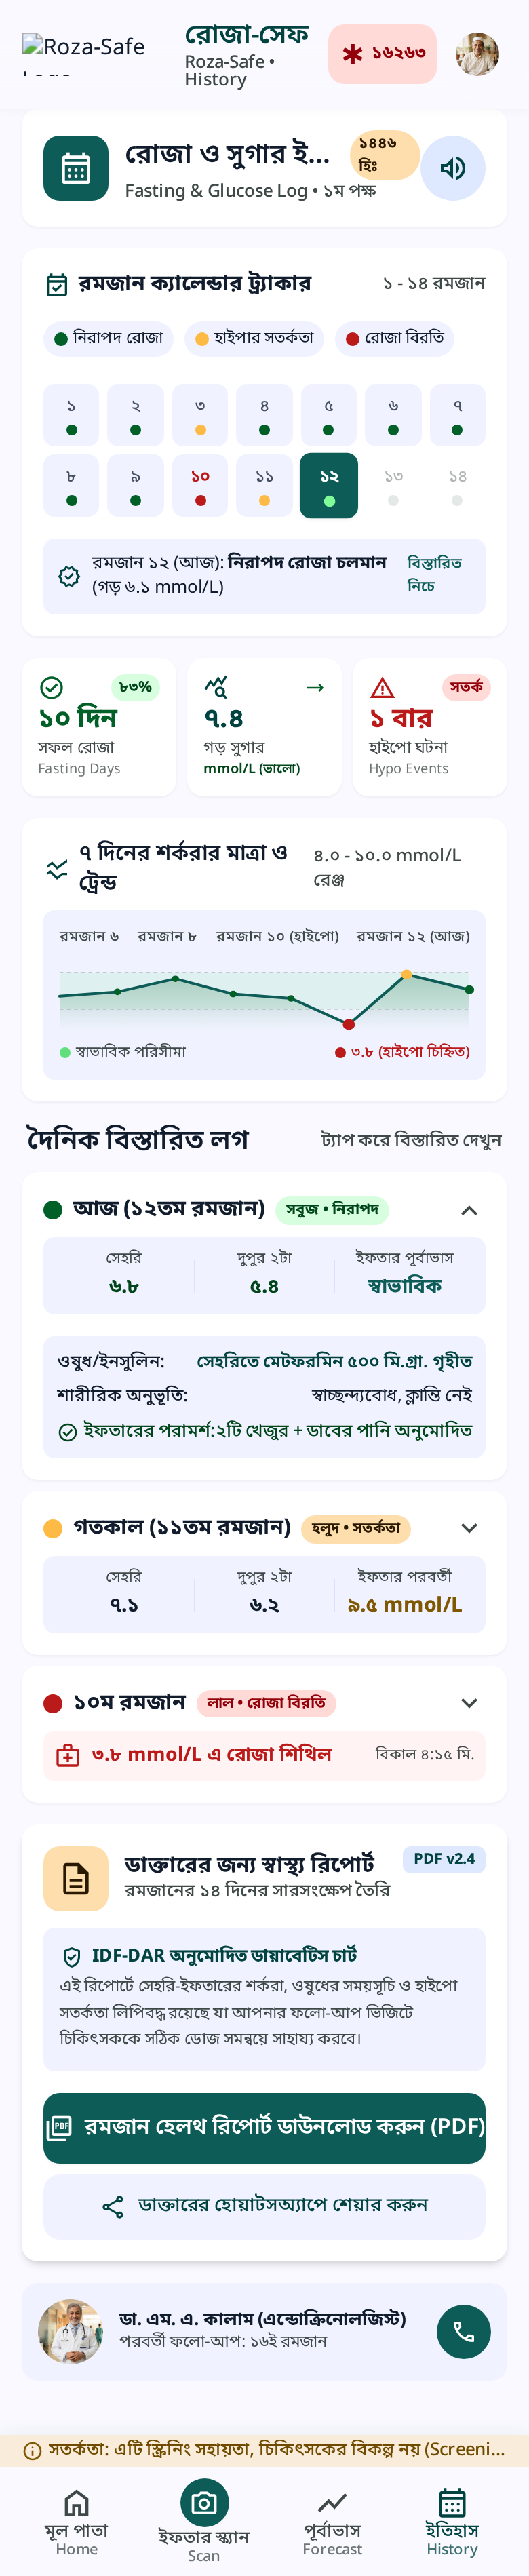 Roza-Safe
রোজা-সেফ
Roza-Safe •
History
১৬২৬৩
রোজা ও সুগার ই...
১৪৪৬
হিঃ
Fasting & Glucose Log • ১ম পক্ষ
রমজান ক্যালেন্ডার ট্র্যাকার
১ - ১৪ রমজান
নিরাপদ রোজা
হাইপার সতর্কতা
রোজা বিরতি
১ ২ ৩ ৪ ৫ ৬ ৭
৮ ৯ ১০ ১১ ১২ ১৩ ১৪
রমজান ১২ (আজ): নিরাপদ রোজা চলমান
(গড় ৬.১ mmol/L)
বিস্তারিত
নিচে
৮৩%
১০ দিন
সফল রোজা
Fasting Days
→
৭.৪
গড় সুগার
mmol/L (ভালো)
সতর্ক
১ বার
হাইপো ঘটনা
Hypo Events
৭ দিনের শর্করার মাত্রা ও
ট্রেন্ড
৪.০ - ১০.০ mmol/L
রেঞ্জ
রমজান ৬ রমজান ৮ রমজান ১০ (হাইপো) রমজান ১২ (আজ)
স্বাভাবিক পরিসীমা
৩.৮ (হাইপো চিহ্নিত)
দৈনিক বিস্তারিত লগ
ট্যাপ করে বিস্তারিত দেখুন
আজ (১২তম রমজান)
সবুজ • নিরাপদ
সেহরি দুপুর ২টা ইফতার পূর্বাভাস
৬.৮ ৫.৪ স্বাভাবিক
ওষুধ/ইনসুলিন: সেহরিতে মেটফরমিন ৫০০ মি.গ্রা. গৃহীত
শারীরিক অনুভূতি: স্বাচ্ছন্দ্যবোধ, ক্লান্তি নেই
ইফতারের পরামর্শ: ২টি খেজুর + ডাবের পানি অনুমোদিত
গতকাল (১১তম রমজান)
হলুদ • সতর্কতা
সেহরি দুপুর ২টা ইফতার পরবর্তী
৭.১ ৬.২ ৯.৫ mmol/L
১০ম রমজান
লাল • রোজা বিরতি
৩.৮ mmol/L এ রোজা শিথিল
বিকাল ৪:১৫ মি.
ডাক্তারের জন্য স্বাস্থ্য রিপোর্ট
PDF v2.4
রমজানের ১৪ দিনের সারসংক্ষেপ তৈরি
IDF-DAR অনুমোদিত ডায়াবেটিস চার্ট
এই রিপোর্টে সেহরি-ইফতারের শর্করা, ওষুধের সময়সূচি ও হাইপো
সতর্কতা লিপিবদ্ধ রয়েছে যা আপনার ফলো-আপ ভিজিটে
চিকিৎসককে সঠিক ডোজ সমন্বয়ে সাহায্য করবে।
PDF
রমজান হেলথ রিপোর্ট ডাউনলোড করুন (PDF)
ডাক্তারের হোয়াটসঅ্যাপে শেয়ার করুন
ডা. এম. এ. কালাম (এন্ডোক্রিনোলজিস্ট)
পরবর্তী ফলো-আপ: ১৬ই রমজান
সতর্কতা: এটি স্ক্রিনিং সহায়তা, চিকিৎসকের বিকল্প নয় (Screeni...
মূল পাতা
Home
ইফতার স্ক্যান
Scan
পূর্বাভাস
Forecast
ইতিহাস
History